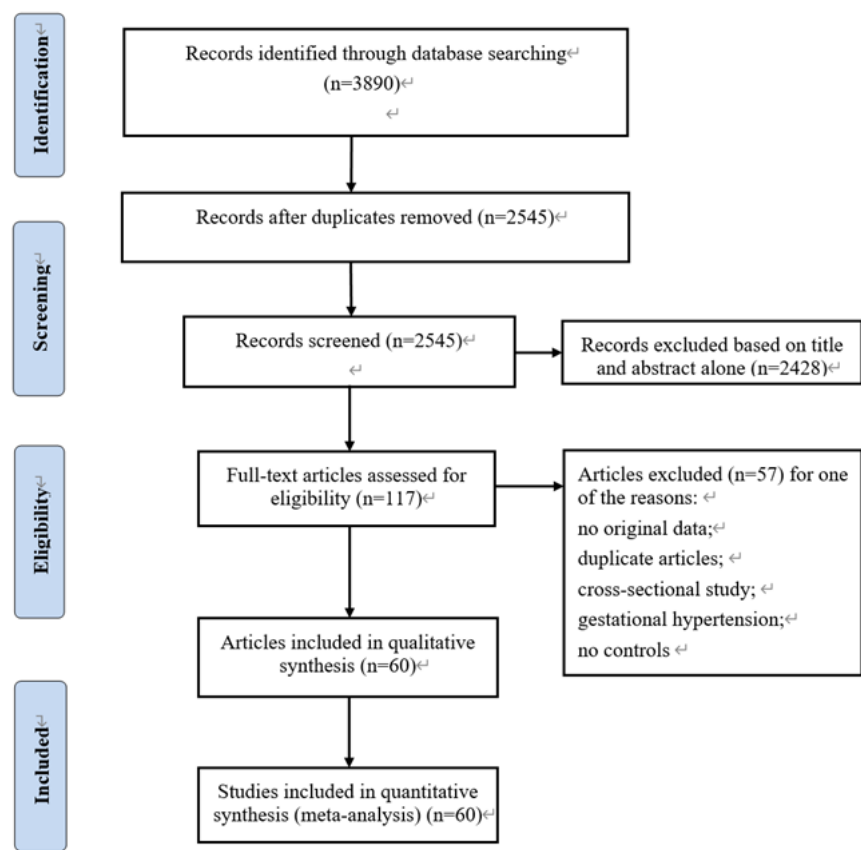 Identification↵
Records identified through database searching↵
(n=3890)↵
↵
Records after duplicates removed (n=2545)↵
Screening↵
Records screened (n=2545)↵
↵
Records excluded based on title
and abstract alone (n=2428)↵
Eligibility↵
Full-text articles assessed for
eligibility (n=117)↵
Articles excluded (n=57) for one
of the reasons: ↵
no original data;↵
duplicate articles; ↵
cross-sectional study; ↵
gestational hypertension;↵
no controls ↵
Articles included in qualitative
synthesis (n=60)↵
Included↵
Studies included in quantitative
synthesis (meta-analysis) (n=60)↵